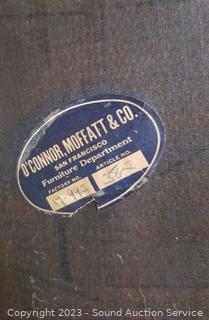 O'CONNOR, MOFFATT & CO.
SAN FRANCISCO
Furniture Department
FACTORY NO.
ARTICLE NO.
Copyright © 2023 - Sound Auction Service